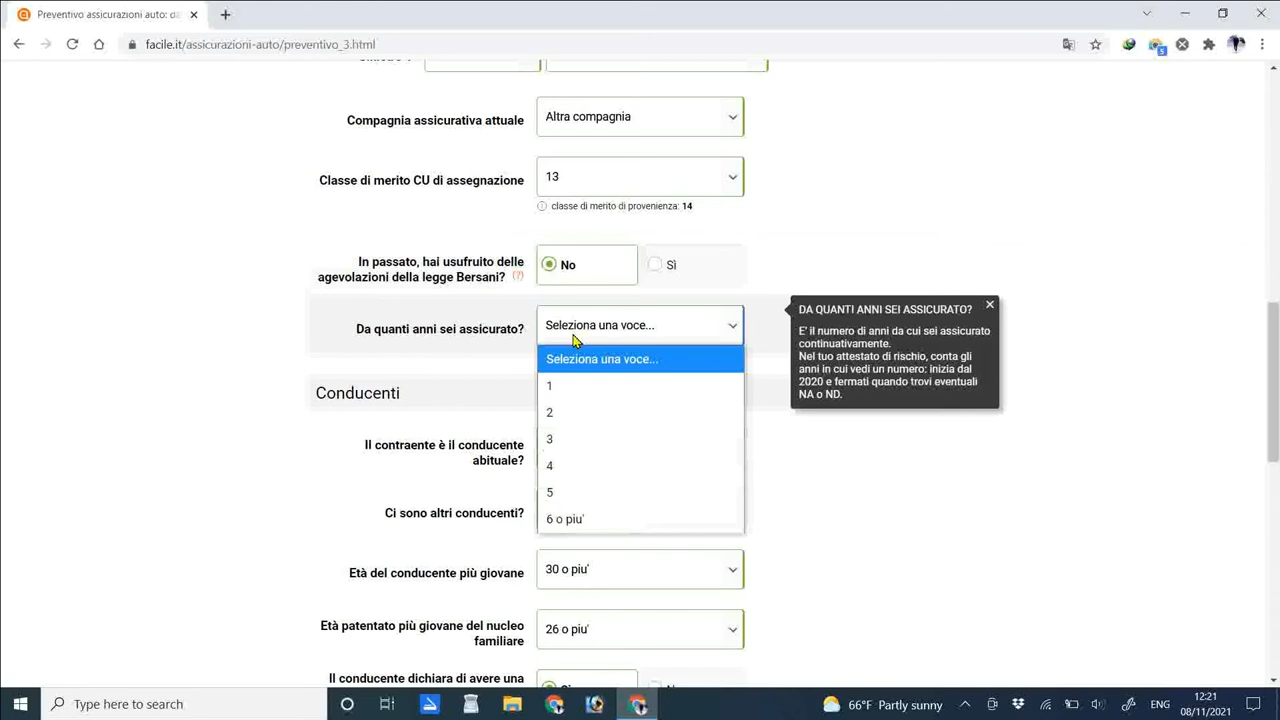 Preventivo assicurazioni auto: da
facile.it/assicurazioni-auto/preventivo_3.html
5
Compagnia assicurativa attuale
Altra compagnia
Classe di merito CU di assegnazione
13
classe di merito di provenienza: 14
In passato, hai usufruito delle
agevolazioni della legge Bersani? (?)
No
Sì
Da quanti anni sei assicurato?
Seleziona una voce...
Seleziona una voce...
1
2
3
4
5
6 o piu'
DA QUANTI ANNI SEI ASSICURATO?
E' il numero di anni da cui sei assicurato
continuativamente.
Nel tuo attestato di rischio, conta gli
anni in cui vedi un numero: inizia dal
2020 e fermati quando trovi eventuali
NA o ND.
Conducenti
Il contraente è il conducente
abituale?
Ci sono altri conducenti?
Età del conducente più giovane
30 o piu'
Età patentato più giovane del nucleo
familiare
26 o piu'
Il conducente dichiara di avere una
Type here to search
66°F Partly sunny
ENG
12:21
08/11/2021